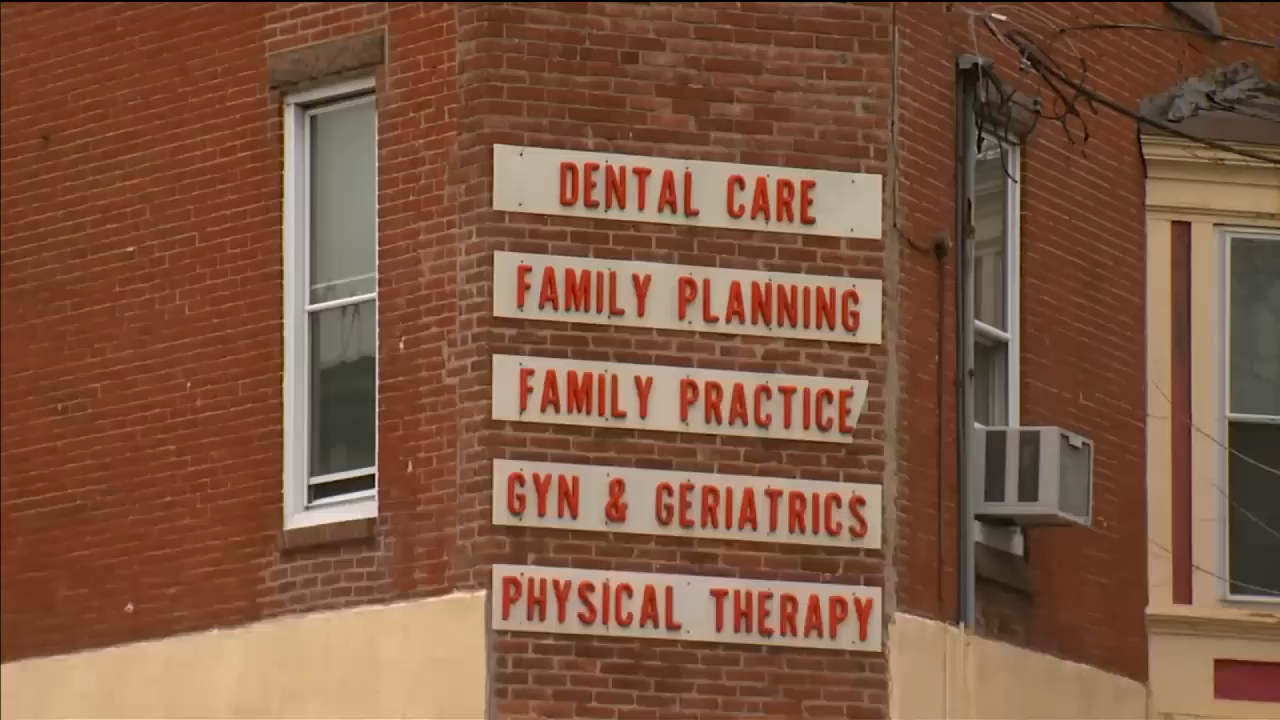 DENTAL CARE
FAMILY PLANNING
FAMILY PRACTICE
GYN & GERIATRICS
PHYSICAL THERAPY